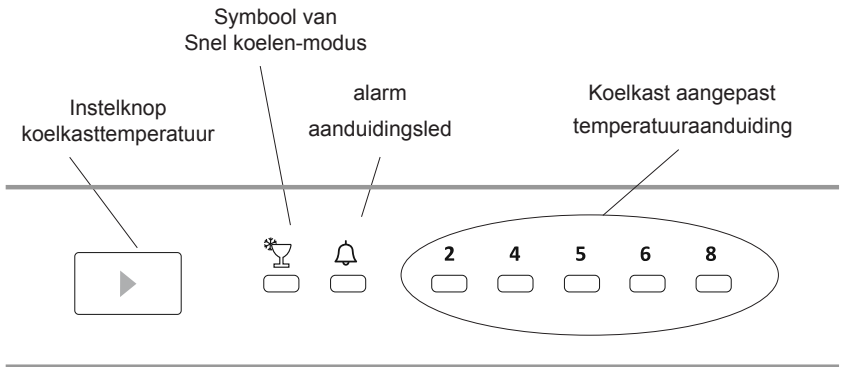 Symbool van
Snel koelen-modus
alarm
aanduidingsled
Koelkast aangepast
temperatuuraanduiding
Instelknop
koelkasttemperatuur
2 4 5 6 8